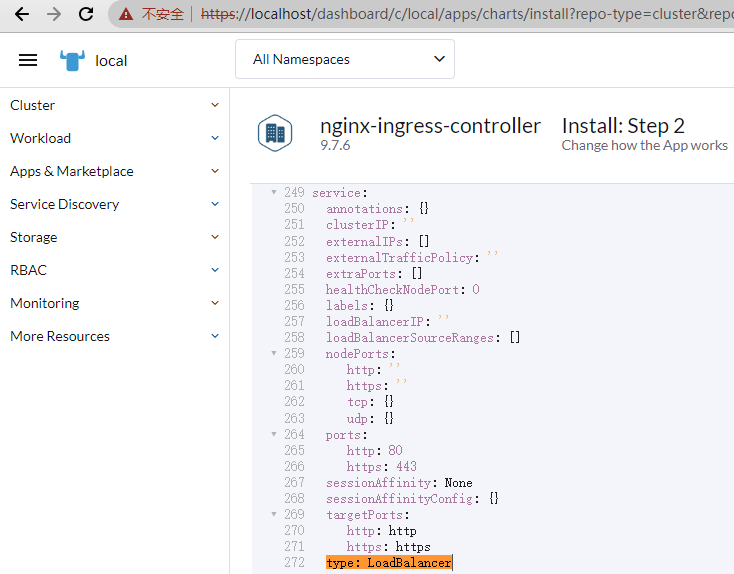 不安全 https://localhost/dashboard/c/local/apps/charts/install?repo-type=cluster&repo
local
All Namespaces
Cluster
Workload
Apps & Marketplace
Service Discovery
Storage
RBAC
Monitoring
More Resources
nginx-ingress-controller
9.7.6
Install: Step 2
Change how the App works
249 service:
250 annotations: {}
251 clusterIP: ''
252 externalIPs: []
253 externalTrafficPolicy: ''
254 extraPorts: []
255 healthCheckNodePort: 0
256 labels: {}
257 loadBalancerIP: ''
258 loadBalancerSourceRanges: []
259 nodePorts:
260 http: ''
261 https: ''
262 tcp: {}
263 udp: {}
264 ports:
265 http: 80
266 https: 443
267 sessionAffinity: None
268 sessionAffinityConfig: {}
269 targetPorts:
270 http: http
271 https: https
272 type: LoadBalancer